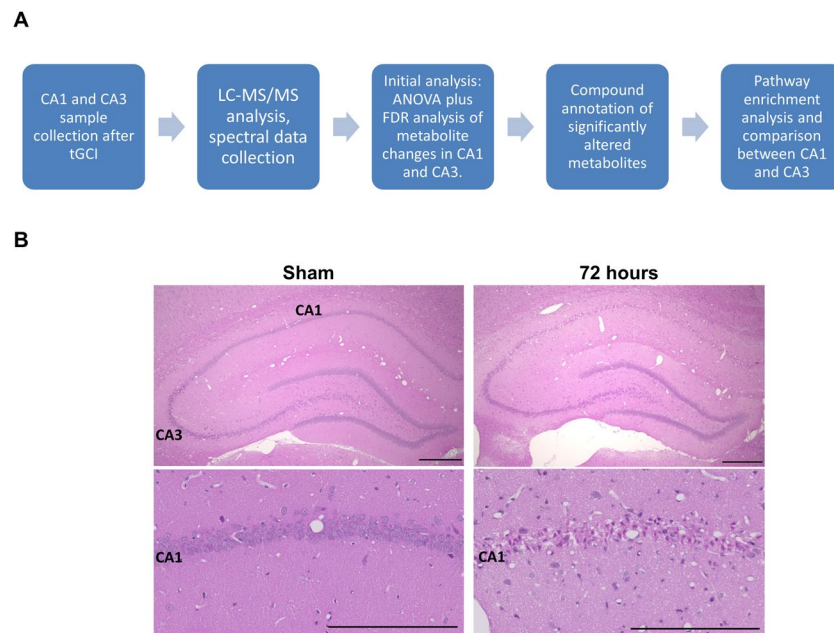 A
CA1 and CA3
sample
collection after
tGCI
LC-MS/MS
analysis,
spectral data
collection
Initial analysis:
ANOVA plus
FDR analysis of
metabolite
changes in CA1
and CA3.
Compound
annotation of
significantly
altered
metabolites
Pathway
enrichment
analysis and
comparison
between CA1
and CA3
B
Sham
72 hours
CA1
CA3
CA1
CA1